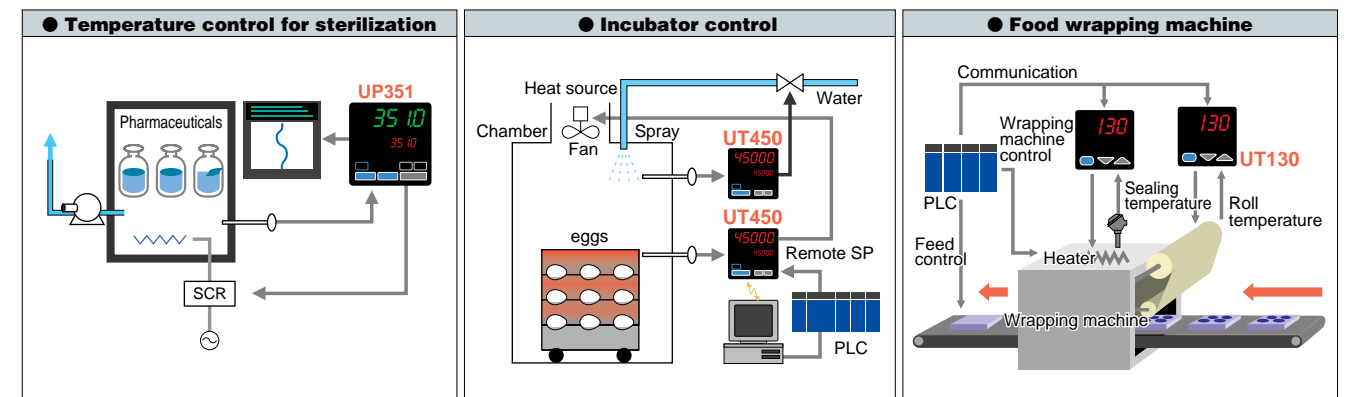 ● Temperature control for sterilization
UP351
351.0
351.0
Pharmaceuticals
SCR
● Incubator control
Heat source
Water
Chamber
Spray
Fan
UT450
45000
45000
UT450
45000
45000
eggs
Remote SP
PLC
● Food wrapping machine
Communication
Wrapping
machine
control
130
130
UT130
PLC
Sealing
temperature
Roll
temperature
Feed
control
Heater
Wrapping machine